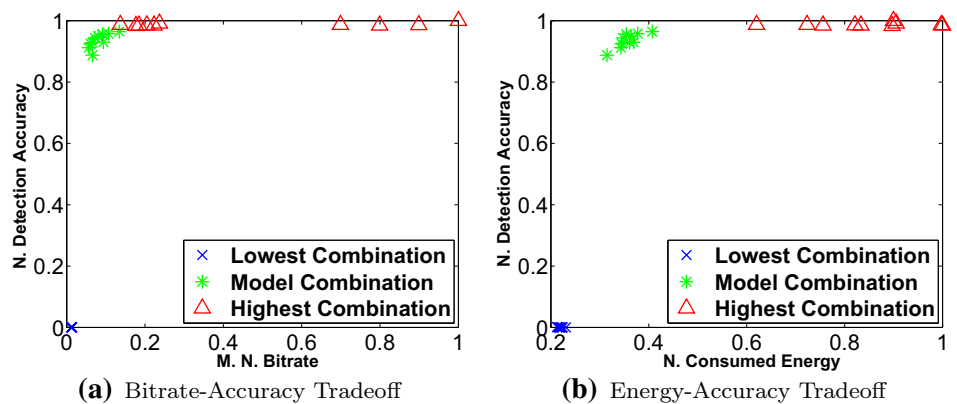 N. Detection Accuracy
1
0.8
0.6
0.4
0.2
0
0
0.2
0.4
0.6
0.8
1
M. N. Bitrate
Lowest Combination
Model Combination
Highest Combination
(a) Bitrate-Accuracy Tradeoff
N. Detection Accuracy
1
0.8
0.6
0.4
0.2
0
0.2
0.4
0.6
0.8
1
N. Consumed Energy
Lowest Combination
Model Combination
Highest Combination
(b) Energy-Accuracy Tradeoff